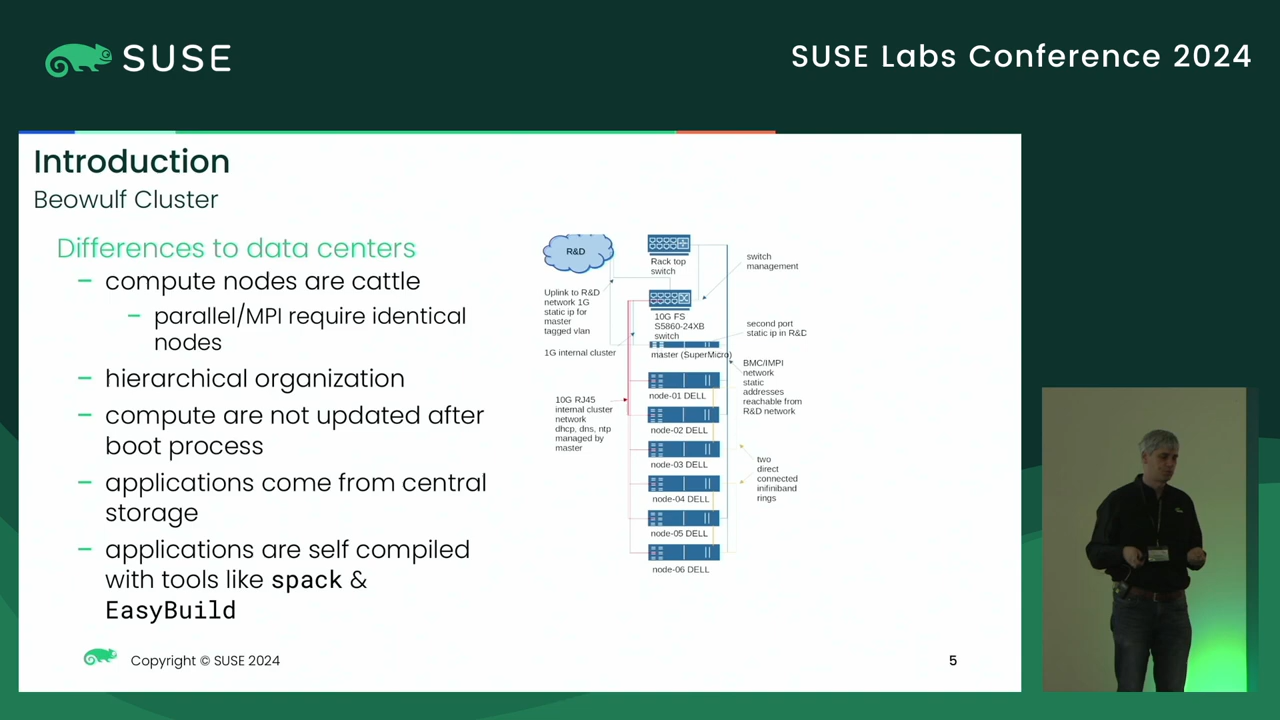 SUSE
SUSE Labs Conference 2024
Introduction
Beowulf Cluster
Differences to data centers
– compute nodes are cattle
– parallel/MPI require identical
nodes
– hierarchical organization
– compute are not updated after
boot process
– applications come from central
storage
– applications are self compiled
with tools like spack &
EasyBuild
R&D
Rack top
switch
switch
management
Uplink to R&D
network 1G
static ip for
master
tagged vlan
10G FS
S5860-24XB
switch
second port
static ip in R&D
1G internal cluster
master (SuperMicro)
BMC/IMPI
network
static
addresses
reachable from
R&D network
node-01 DELL
10G RJ45
internal cluster
network
dhcp, dns, ntp
managed by
master
node-02 DELL
node-03 DELL
two
direct
connected
inifiniband
rings
node-04 DELL
node-05 DELL
node-06 DELL
Copyright © SUSE 2024
5